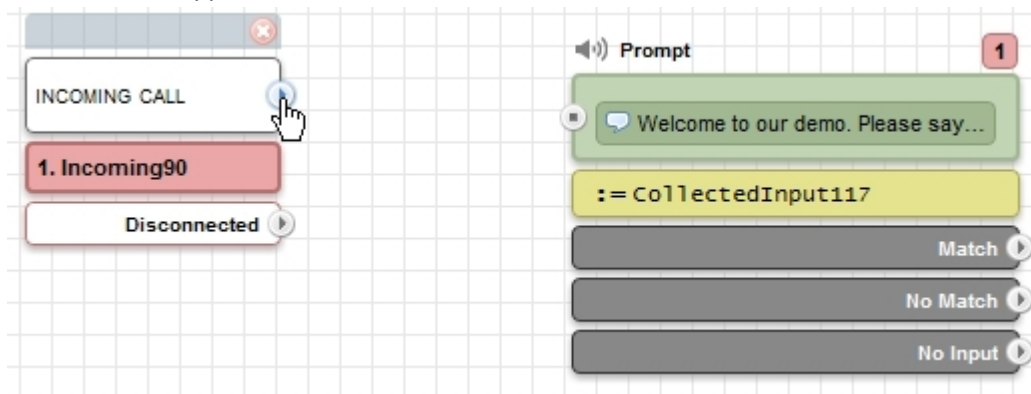 INCOMING CALL
1. Incoming90
Disconnected
Prompt
1
Welcome to our demo. Please say...
:= CollectedInput117
Match
No Match
No Input